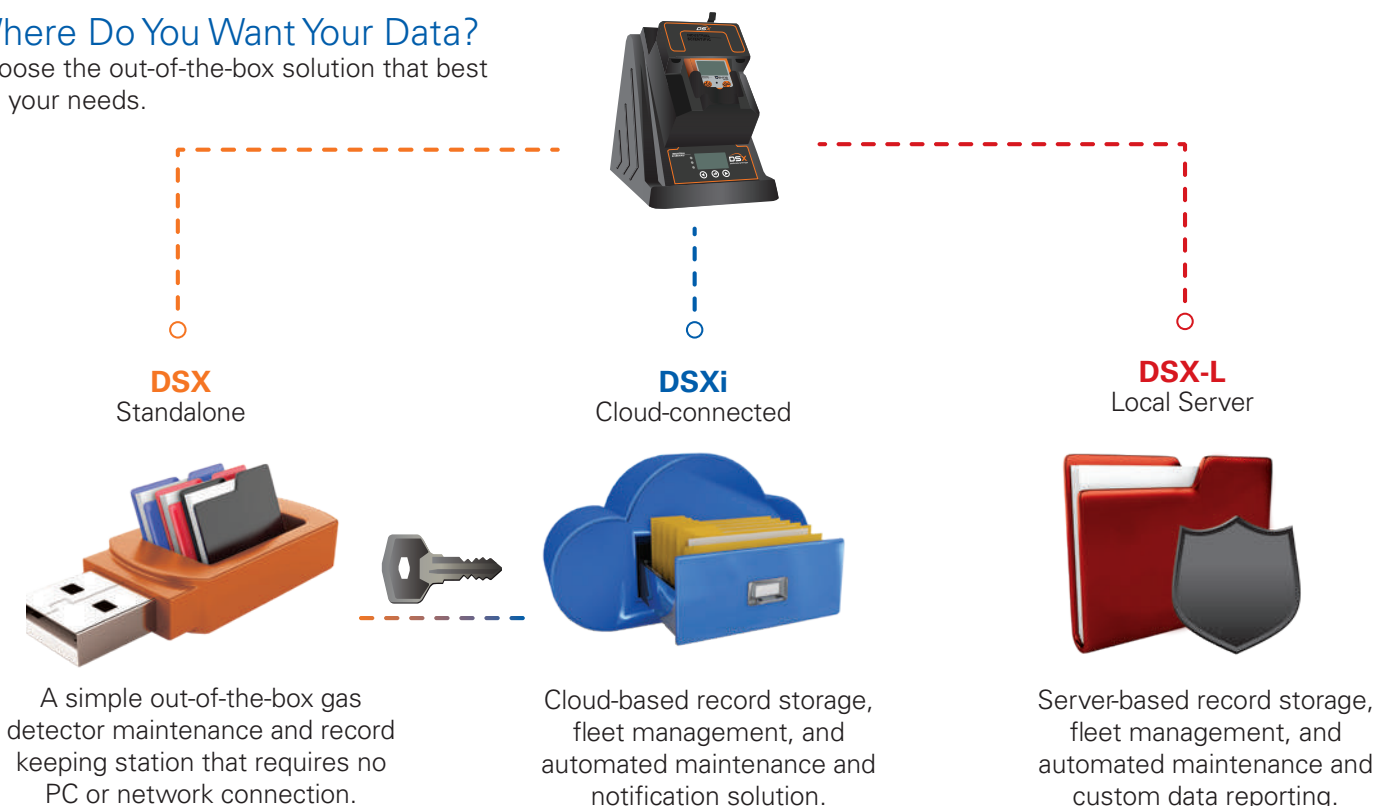 Where Do You Want Your Data?
oose the out-of-the-box solution that best
your needs.
DSX
DSX
DSX
Standalone
DSXi
Cloud-connected
DSX-L
Local Server
A simple out-of-the-box gas
detector maintenance and record
keeping station that requires no
PC or network connection.
Cloud-based record storage,
fleet management, and
automated maintenance and
notification solution.
Server-based record storage,
fleet management, and
automated maintenance and
custom data reporting.